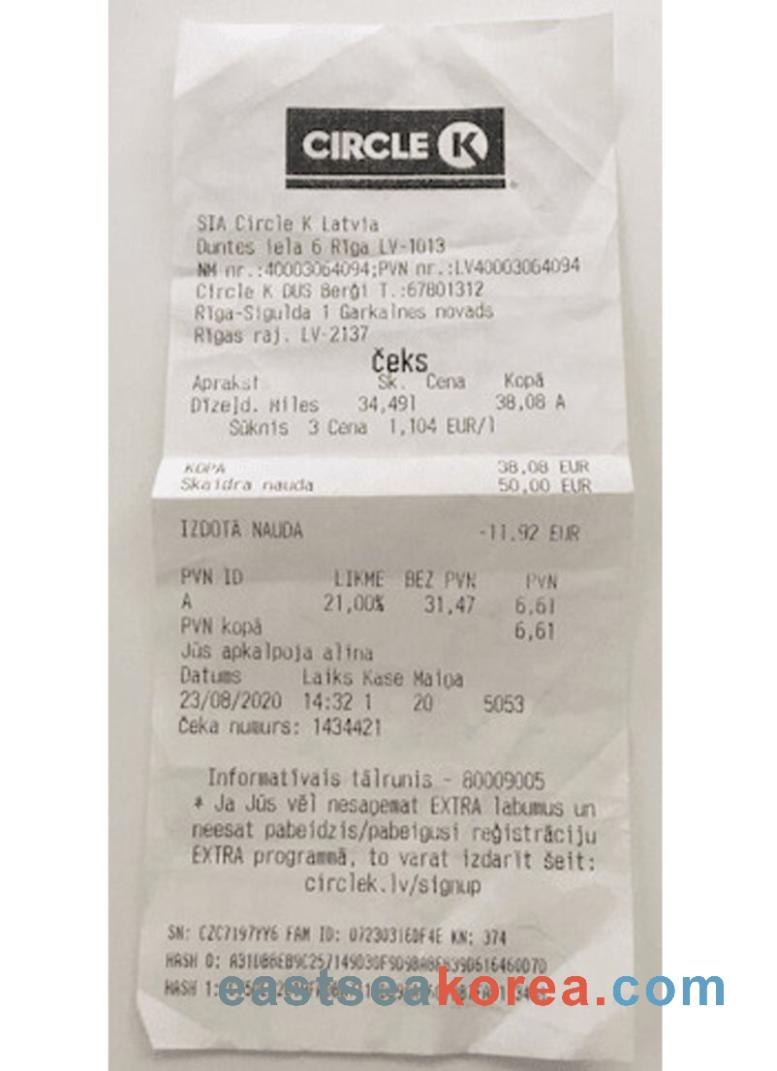 CIRCLE K
SIA Circle K Latvia
Duntes iela 6 Rīga LV-1013
NM nr.:40003064094;PVN nr.:LV40003064094
Circle K DUS Berģi T.:67801312
Rīga-Sigulda 1 Garkalnes novads
Rīgas raj. LV-2137
Čeks
Apraksts Sk. Cena Kopā
Dīzeļd. miles 34,49l 38,08 A
Sūknis 3 Cena 1,104 EUR/l
KOPĀ 38,08 EUR
Skaidra nauda 50,00 EUR
IZDOTĀ NAUDA -11,92 EUR
PVN ID LIKME BEZ PVN PVN
A 21,00% 31,47 6,61
PVN kopā 6,61
Jūs apkalpoja alina
Datums Laiks Kase Maiņa
23/08/2020 14:32 1 20 5053
Čeka numurs: 1434421
Informatīvais tālrunis - 80009005
* Ja Jūs vēl nesaņemat EXTRA labumus un
neesat pabeidzis/pabeigusi reģistrāciju
EXTRA programmā, to varat izdarīt šeit:
circlek.lv/signup
SN: CZC7197YY6 FAM ID: 0723031EDF4E KN: 374
HASH 0:
HASH 1:
eastseakorea.com